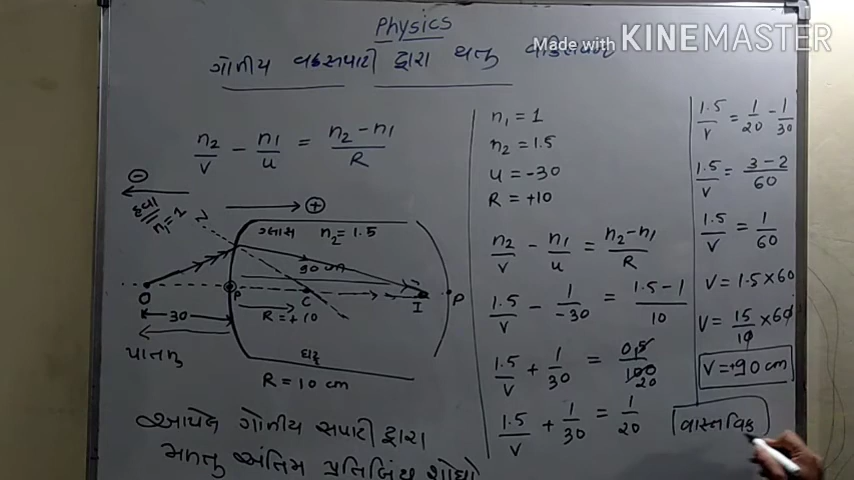 Physics
Made with KINEMASTER
ગોળીય વક્રસપાટી દ્વારા થતુ
n₂/v - n₁/u = (n₂-n₁)/R
⊖
⊕
હવા
n₁=1
ગ્લાસ n₂=1.5
90 cm
O P C I P
30
R=+10
R = 10 cm
આપેલ ગોળીય સપાટી દ્વારા
મળતુ અંતિમ પ્રતિબિંબ શોધો
n₁ = 1
n₂ = 1.5
u = -30
R = +10
n₂/v - n₁/u = (n₂-n₁)/R
1.5/v - 1/-30 = (1.5-1)/10
1.5/v + 1/30 = 0.5/100 20
1.5/v + 1/30 = 1/20
1.5/v = 1/20 - 1/30
1.5/v = (3-2)/60
1.5/v = 1/60
v = 1.5×60
v = 15/10 ×60
v=+90 cm
વાસ્તવિક